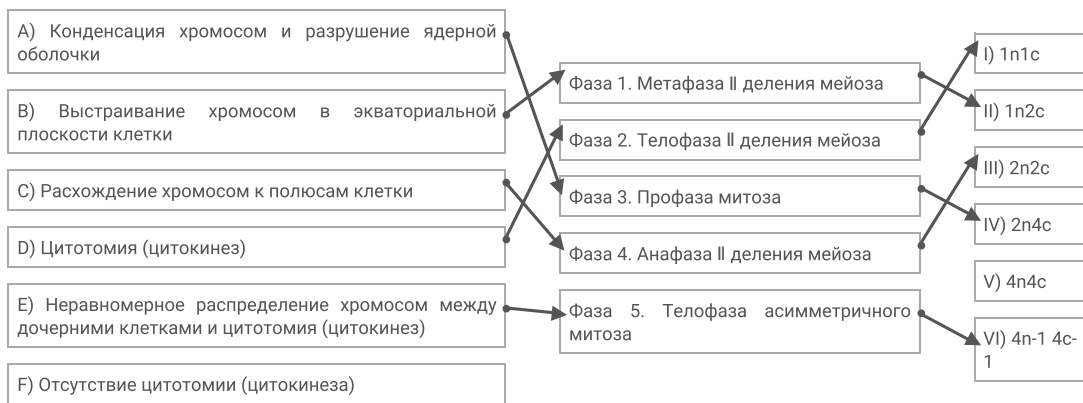 А) Конденсация хромосом и разрушение ядерной
оболочки
В) Выстраивание хромосом в экваториальной
плоскости клетки
С) Расхождение хромосом к полюсам клетки
D) Цитотомия (цитокинез)
Е) Неравномерное распределение хромосом между
дочерними клетками и цитотомия (цитокинез)
F) Отсутствие цитотомии (цитокинеза)
Фаза 1. Метафаза II деления мейоза
Фаза 2. Телофаза II деления мейоза
Фаза 3. Профаза митоза
Фаза 4. Анафаза II деления мейоза
Фаза 5. Телофаза асимметричного
митоза
I) 1n1c
II) 1n2c
III) 2n2c
IV) 2n4c
V) 4n4c
VI) 4n-1 4c-
1